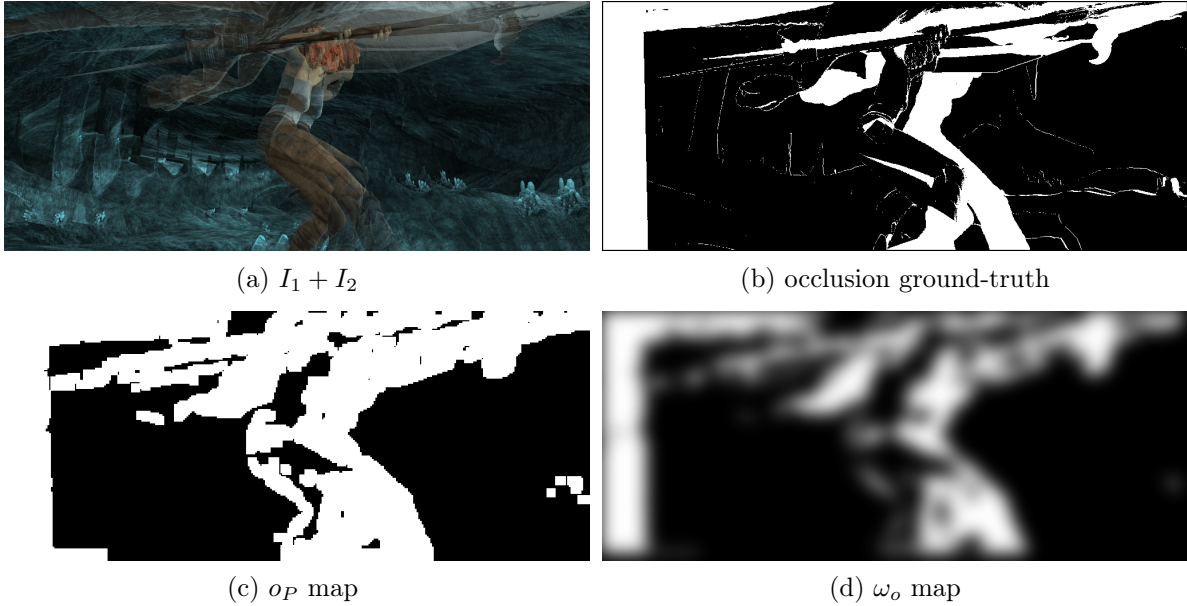 (a) I₁ + I₂
(b) occlusion ground-truth
(c) o_P map
(d) ω_o map